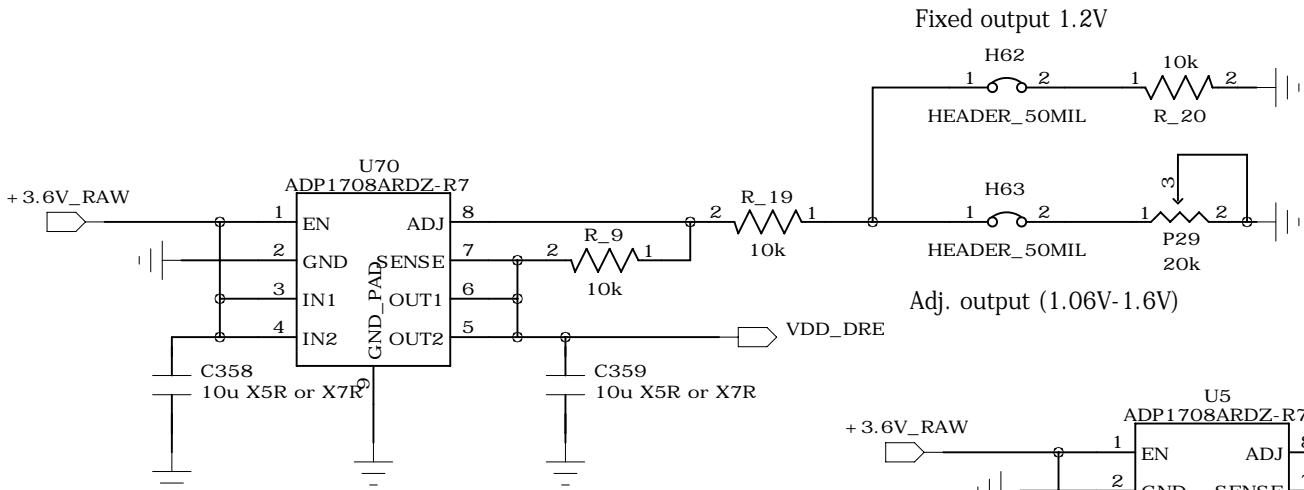 Fixed output 1.2V
H62
1 2
HEADER_50MIL
10k
1 2
R_20
U70
ADP1708ARDZ-R7
+3.6V_RAW
1 EN
2 GND
3 IN1
4 IN2
ADJ 8
SENSE 7
OUT1 6
OUT2 5
GND_PAD
9
R_9
2 1
10k
R_19
2 1
10k
H63
1 2
HEADER_50MIL
3
1 2
P29
20k
Adj. output (1.06V-1.6V)
VDD_DRE
C358
10u X5R or X7R
C359
10u X5R or X7R
U5
ADP1708ARDZ-R7
+3.6V_RAW
1 EN
ADJ 8
2 GND
SENSE 7